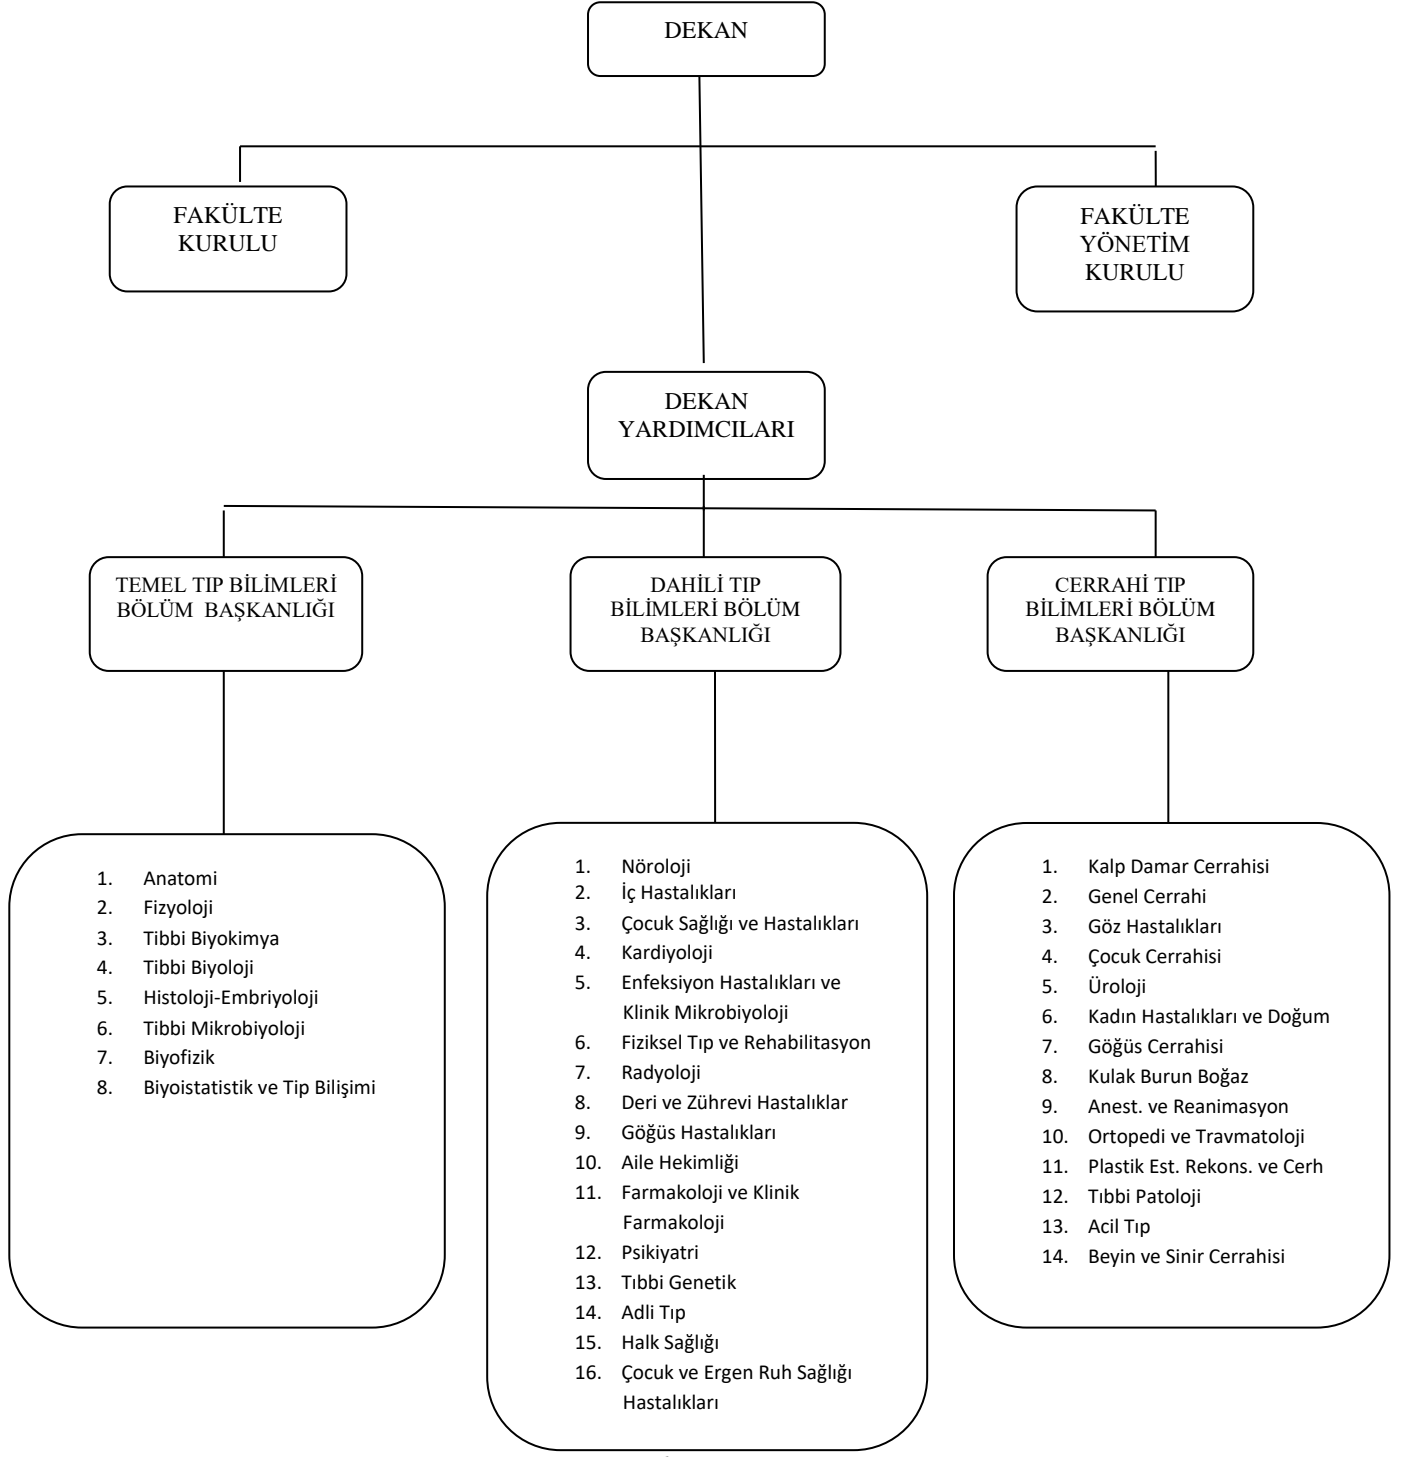 DEKAN
FAKÜLTE
KURULU
FAKÜLTE
YÖNETİM
KURULU
DEKAN
YARDIMCILARI
TEMEL TIP BİLİMLERİ
BÖLÜM BAŞKANLIĞI
DAHİLİ TIP
BİLİMLERİ BÖLÜM
BAŞKANLIĞI
CERRAHİ TIP
BİLİMLERİ BÖLÜM
BAŞKANLIĞI
1. Anatomi
2. Fizyoloji
3. Tibbi Biyokimya
4. Tibbi Biyoloji
5. Histoloji-Embriyoloji
6. Tibbi Mikrobiyoloji
7. Biyofizik
8. Biyoistatistik ve Tip Bilişimi
1. Nöroloji
2. İç Hastalıkları
3. Çocuk Sağlığı ve Hastalıkları
4. Kardiyoloji
5. Enfeksiyon Hastalıkları ve
Klinik Mikrobiyoloji
6. Fiziksel Tıp ve Rehabilitasyon
7. Radyoloji
8. Deri ve Zührevi Hastalıklar
9. Göğüs Hastalıkları
10. Aile Hekimliği
11. Farmakoloji ve Klinik
Farmakoloji
12. Psikiyatri
13. Tıbbi Genetik
14. Adli Tıp
15. Halk Sağlığı
16. Çocuk ve Ergen Ruh Sağlığı
Hastalıkları
1. Kalp Damar Cerrahisi
2. Genel Cerrahi
3. Göz Hastalıkları
4. Çocuk Cerrahisi
5. Üroloji
6. Kadın Hastalıkları ve Doğum
7. Göğüs Cerrahisi
8. Kulak Burun Boğaz
9. Anest. ve Reanimasyon
10. Ortopedi ve Travmatoloji
11. Plastik Est. Rekons. ve Cerh
12. Tıbbi Patoloji
13. Acil Tıp
14. Beyin ve Sinir Cerrahisi